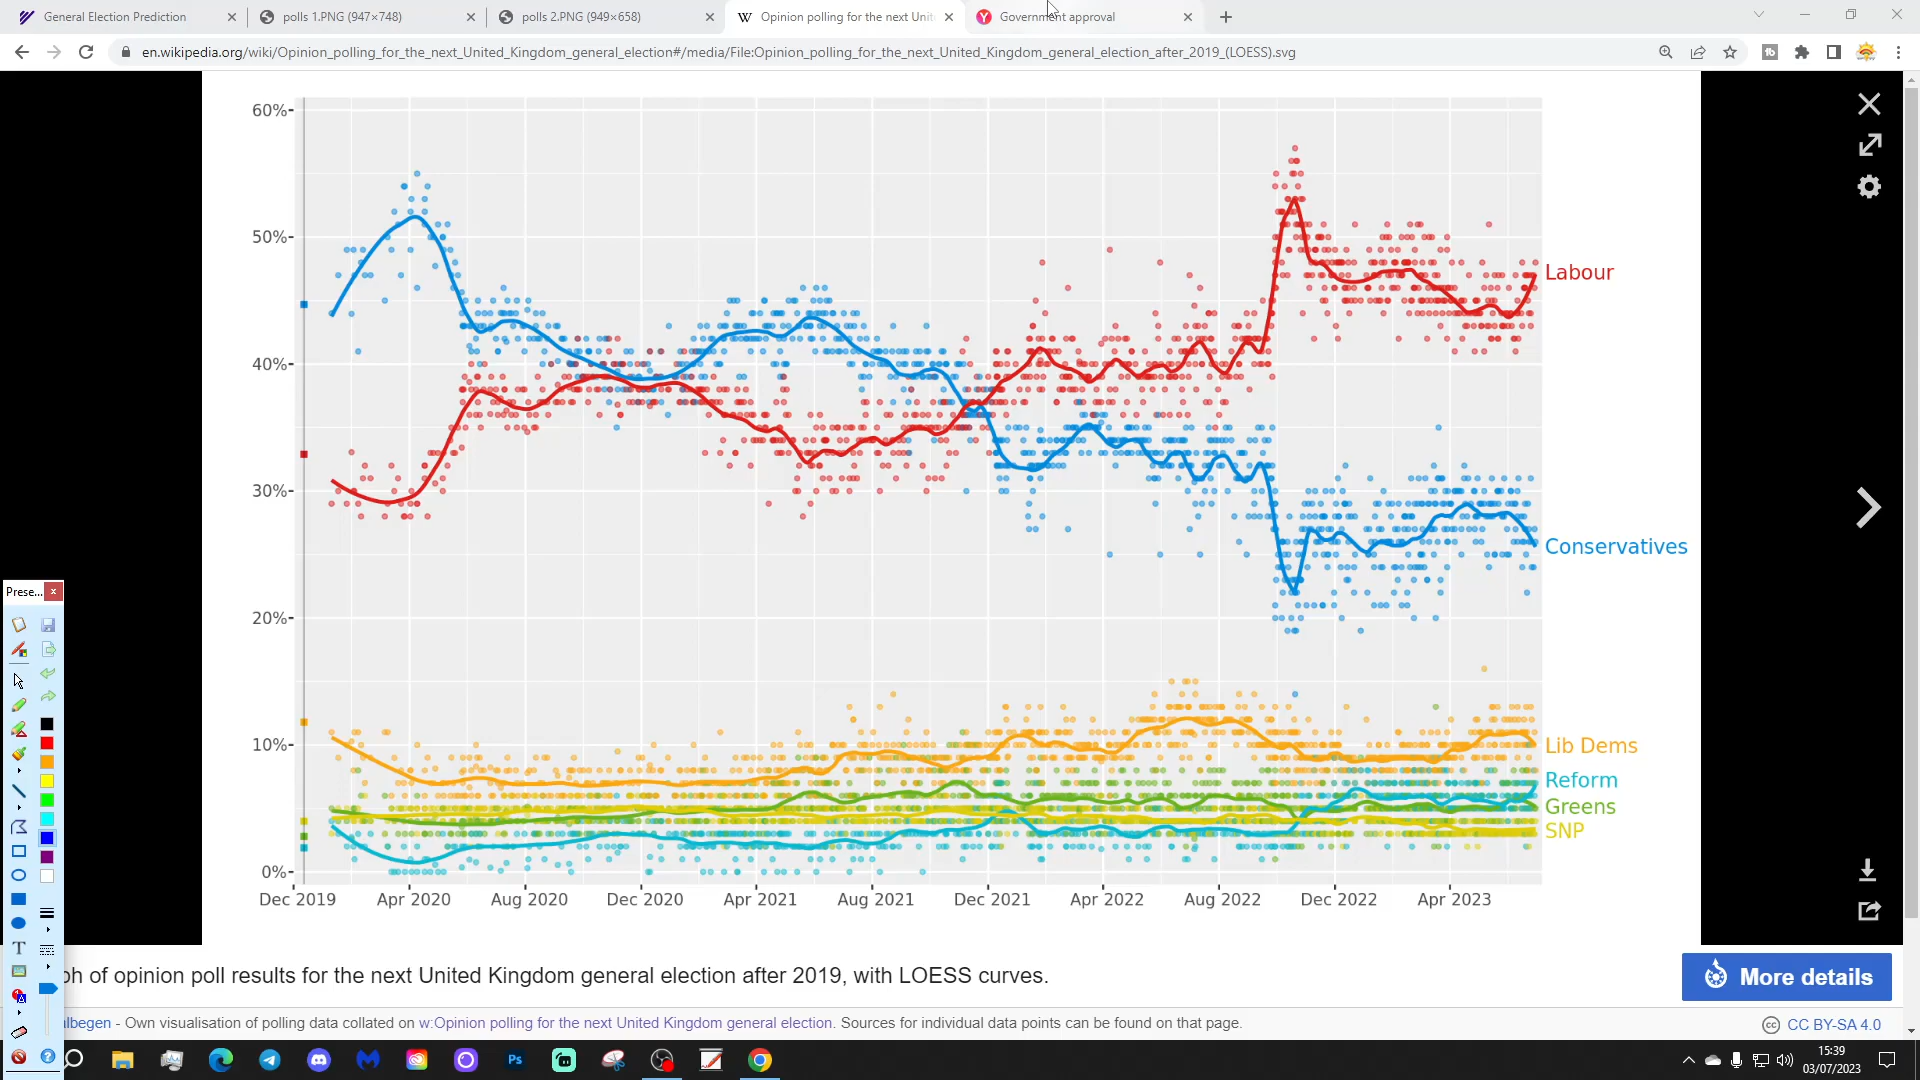 General Election Prediction
polls 1.PNG (947×748)
polls 2.PNG (949×658)
Opinion polling for the next Unit
Government approval
en.wikipedia.org/wiki/Opinion_polling_for_the_next_United_Kingdom_general_election#/media/File:Opinion_polling_for_the_next_United_Kingdom_general_election_after_2019_(LOESS).svg
60%
50%
40%
30%
20%
10%
0%
Labour
Conservatives
Lib Dems
Reform
Greens
SNP
Dec 2019 Apr 2020 Aug 2020 Dec 2020 Apr 2021 Aug 2021 Dec 2021 Apr 2022 Aug 2022 Dec 2022 Apr 2023
Prese...
T
ph of opinion poll results for the next United Kingdom general election after 2019, with LOESS curves.
More details
lbegen - Own visualisation of polling data collated on w:Opinion polling for the next United Kingdom general election. Sources for individual data points can be found on that page.
CC BY-SA 4.0
Ps
15:39
03/07/2023